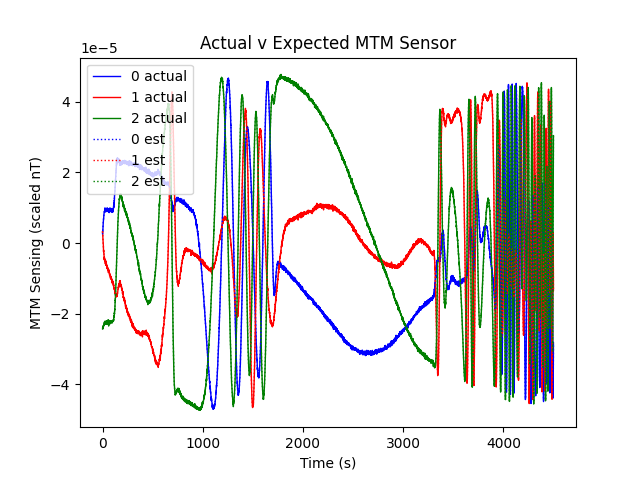 Actual v Expected MTM Sensor
1e−5
0 actual
1 actual
2 actual
0 est
1 est
2 est
4
2
0
−2
−4
MTM Sensing (scaled nT)
0
1000
2000
3000
4000
Time (s)